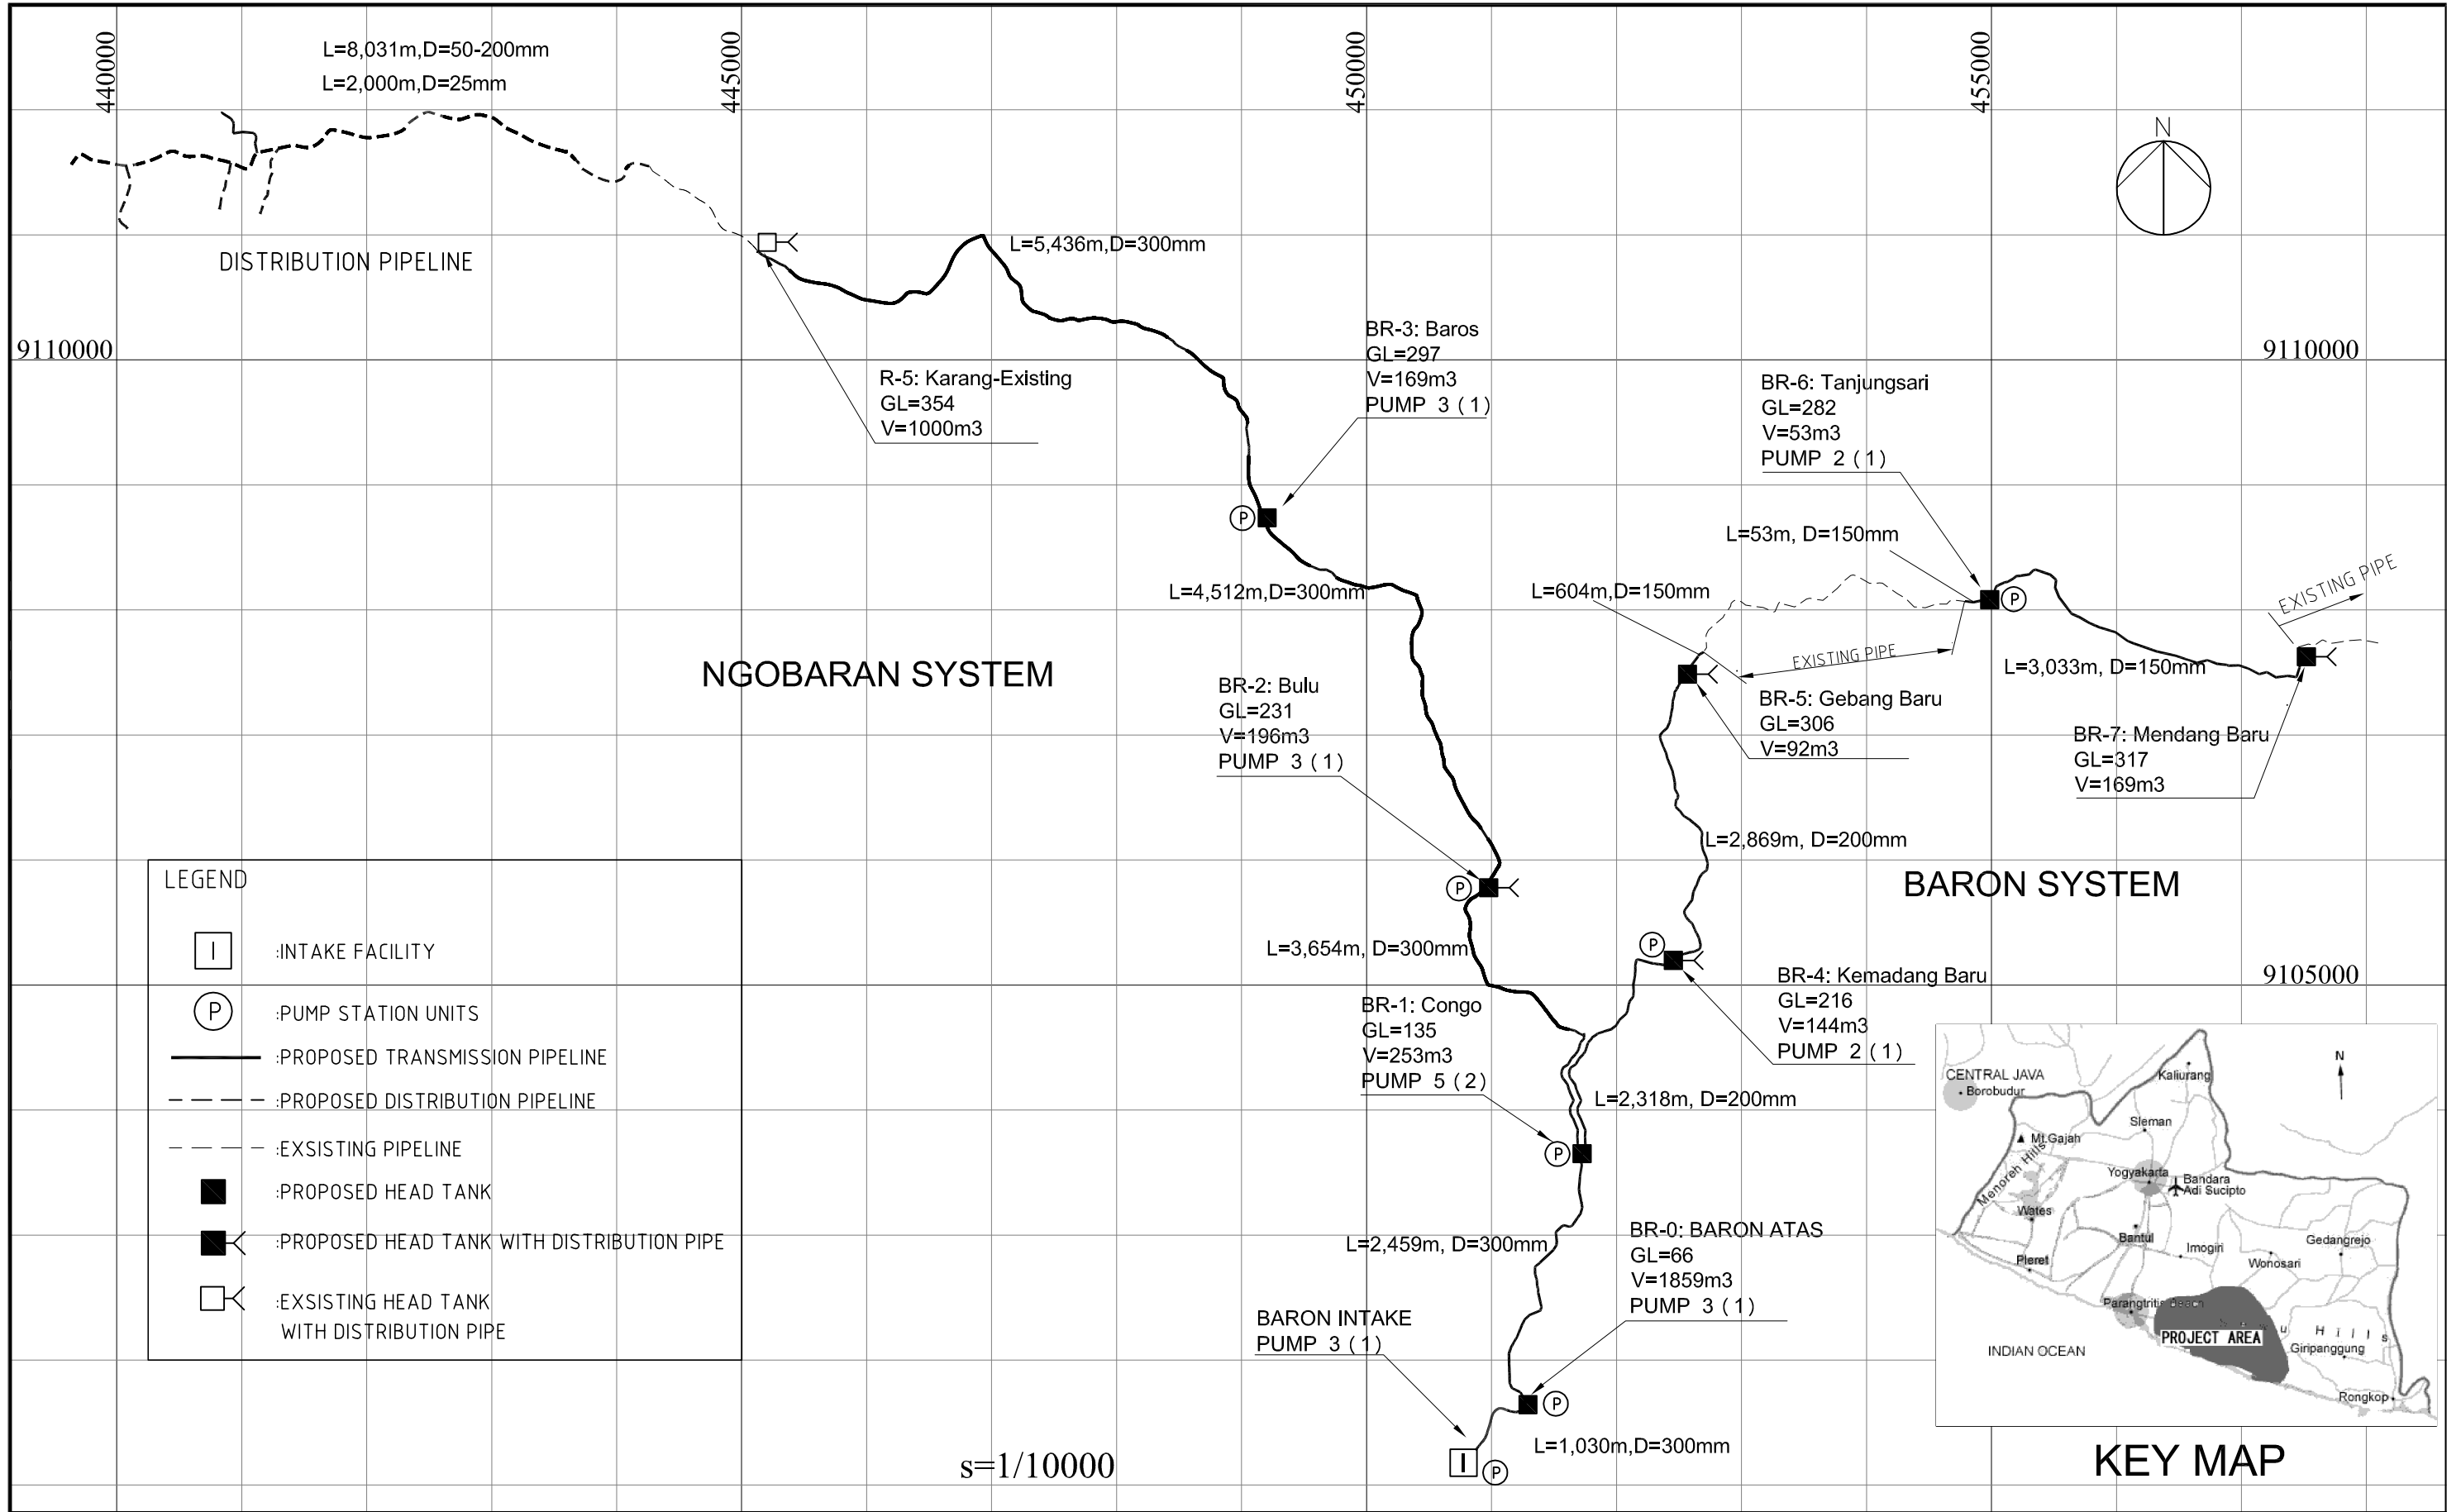 440000
445000
450000
455000
L=8,031m,D=50-200mm
L=2,000m,D=25mm
N
DISTRIBUTION PIPELINE
L=5,436m,D=300mm
9110000
9110000
BR-3: Baros
GL=297
V=169m3
PUMP 3 (1)
R-5: Karang-Existing
GL=354
V=1000m3
BR-6: Tanjungsari
GL=282
V=53m3
PUMP 2 (1)
P
L=53m, D=150mm
L=4,512m,D=300mm
L=604m,D=150mm
P
EXISTING PIPE
EXISTING PIPE
L=3,033m, D=150mm
NGOBARAN SYSTEM
BR-2: Bulu
GL=231
V=196m3
PUMP 3 (1)
BR-5: Gebang Baru
GL=306
V=92m3
BR-7: Mendang Baru
GL=317
V=169m3
L=2,869m, D=200mm
BARON SYSTEM
P
P
L=3,654m, D=300mm
9105000
BR-4: Kemadang Baru
GL=216
V=144m3
PUMP 2 (1)
BR-1: Congo
GL=135
V=253m3
PUMP 5 (2)
L=2,318m, D=200mm
P
L=2,459m, D=300mm
BR-0: BARON ATAS
GL=66
V=1859m3
PUMP 3 (1)
BARON INTAKE
PUMP 3 (1)
P
L=1,030m,D=300mm
I
P
s=1/10000
LEGEND
I :INTAKE FACILITY
P :PUMP STATION UNITS
:PROPOSED TRANSMISSION PIPELINE
:PROPOSED DISTRIBUTION PIPELINE
:EXSISTING PIPELINE
:PROPOSED HEAD TANK
:PROPOSED HEAD TANK WITH DISTRIBUTION PIPE
:EXSISTING HEAD TANK
WITH DISTRIBUTION PIPE
N
CENTRAL JAVA
Borobudur
Kaliurang
Sleman
Mt.Gajah
Menoreh Hills
Yogyakarta
Bandara
Adi Sucipto
Wates
Bantul
Imogiri
Gedangrejo
Pleret
Wonosari
Parangtritis Beach
u Hills
PROJECT AREA
Giripanggung
INDIAN OCEAN
Rongkop
KEY MAP